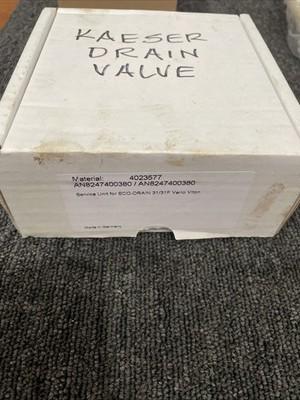 KAESER
DRAIN
VALVE
Material: 4023577
AN8247400380 / AN8247400380
Service Unit for ECO-DRAIN 31/31F Vario Viton
Made in Germany